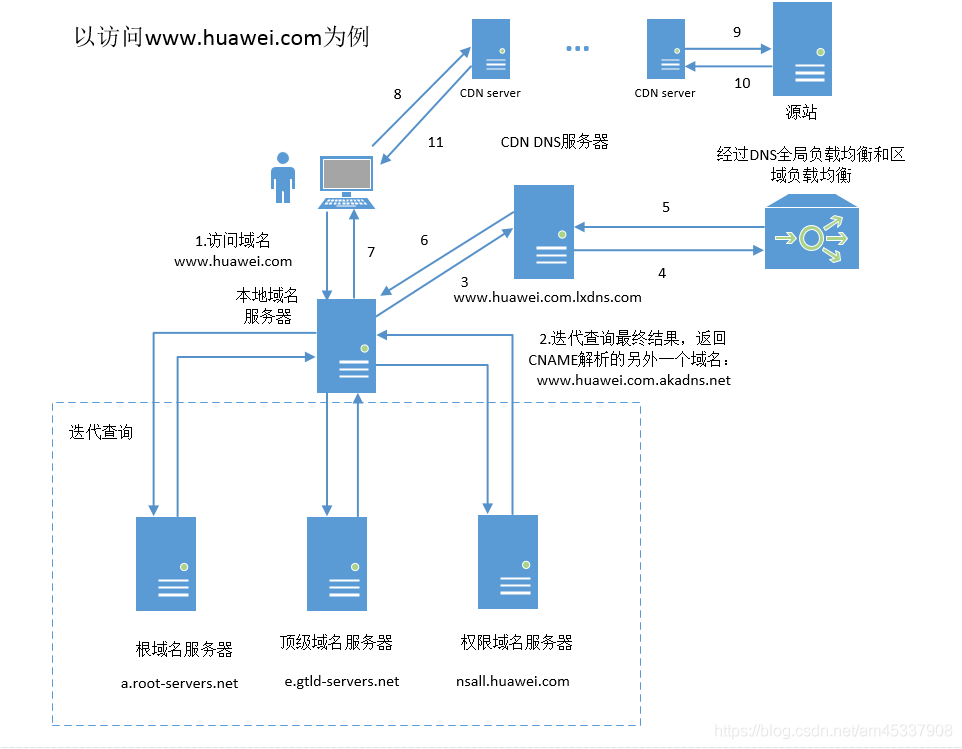 以访问www.huawei.com为例
9
8
CDN server
CDN server
10
源站
11
CDN DNS服务器
经过DNS全局负载均衡和区
域负载均衡
5
1.访问域名
www.huawei.com
7
6
3
4
www.huawei.com.lxdns.com
本地域名
服务器
2.迭代查询最终结果，返回
CNAME解析的另外一个域名：
www.huawei.com.akadns.net
迭代查询
根域名服务器
顶级域名服务器
权限域名服务器
a.root-servers.net
e.gtld-servers.net
nsall.huawei.com
https://blog.csdn.net/am45337908